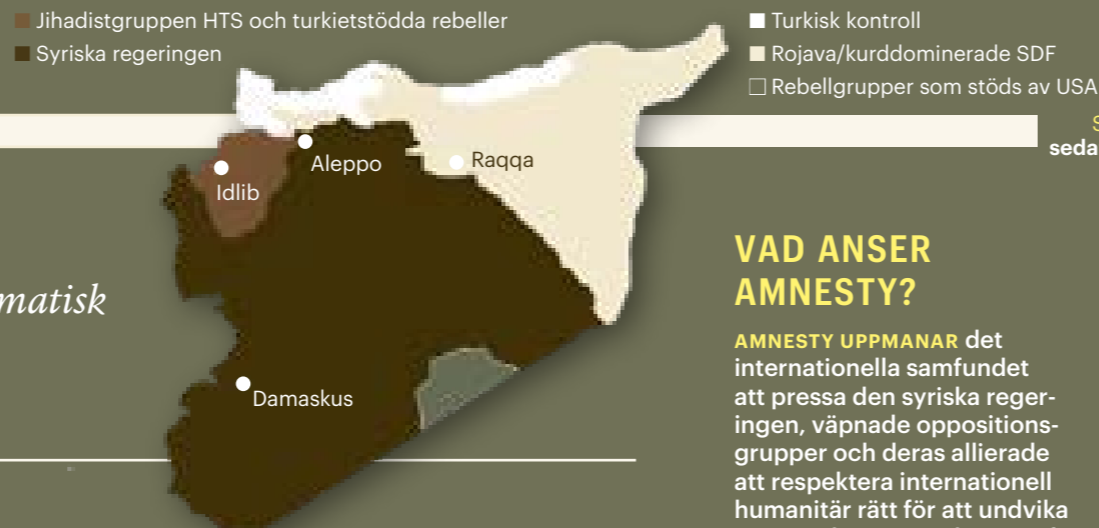 Jihadistgruppen HTS och turkietstödda rebeller
Syriska regeringen
Turkisk kontroll
Rojava/kurddominerade SDF
Rebellgrupper som stöds av USA
Aleppo
Raqqa
Idlib
Damaskus
matisk
S
seda
VAD ANSER
AMNESTY?
AMNESTY UPPMANAR det
internationella samfundet
att pressa den syriska reger-
ingen, väpnade oppositions-
grupper och deras allierade
att respektera internationell
humanitär rätt för att undvika